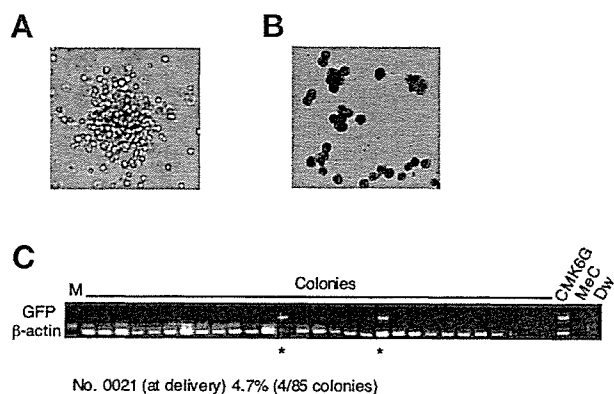 A
B
C
M
Colonies
CMK6G
MeC
Dw
GFP
β-actin
* *
No. 0021 (at delivery) 4.7% (4/85 colonies)